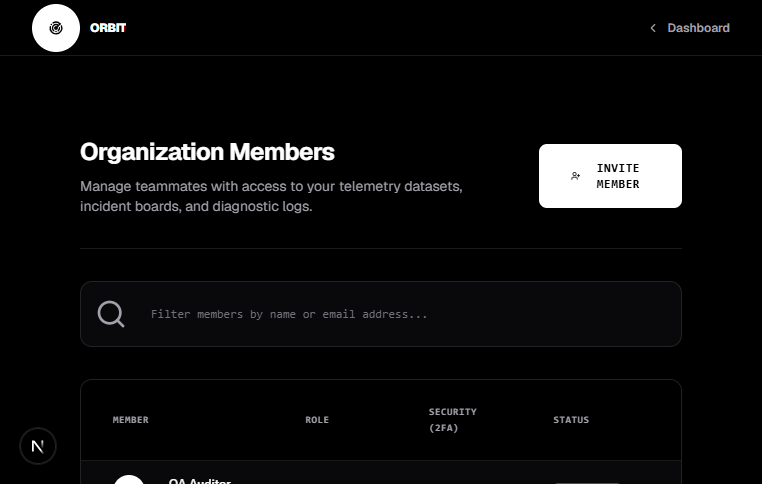 ORBIT
Dashboard
Organization Members
Manage teammates with access to your telemetry datasets,
incident boards, and diagnostic logs.
INVITE
MEMBER
Filter members by name or email address...
MEMBER
ROLE
SECURITY
(2FA)
STATUS
N
QA Auditor